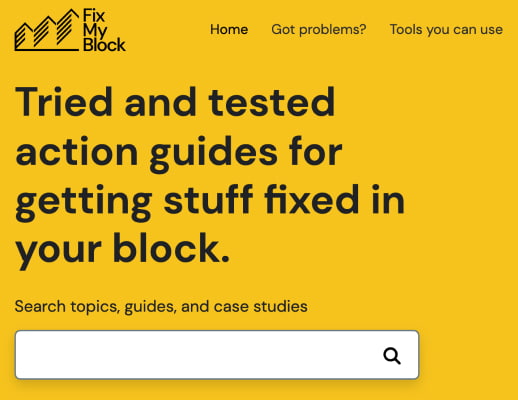 Fix
My
Block
Home Got problems? Tools you can use
Tried and tested
action guides for
getting stuff fixed in
your block.
Search topics, guides, and case studies